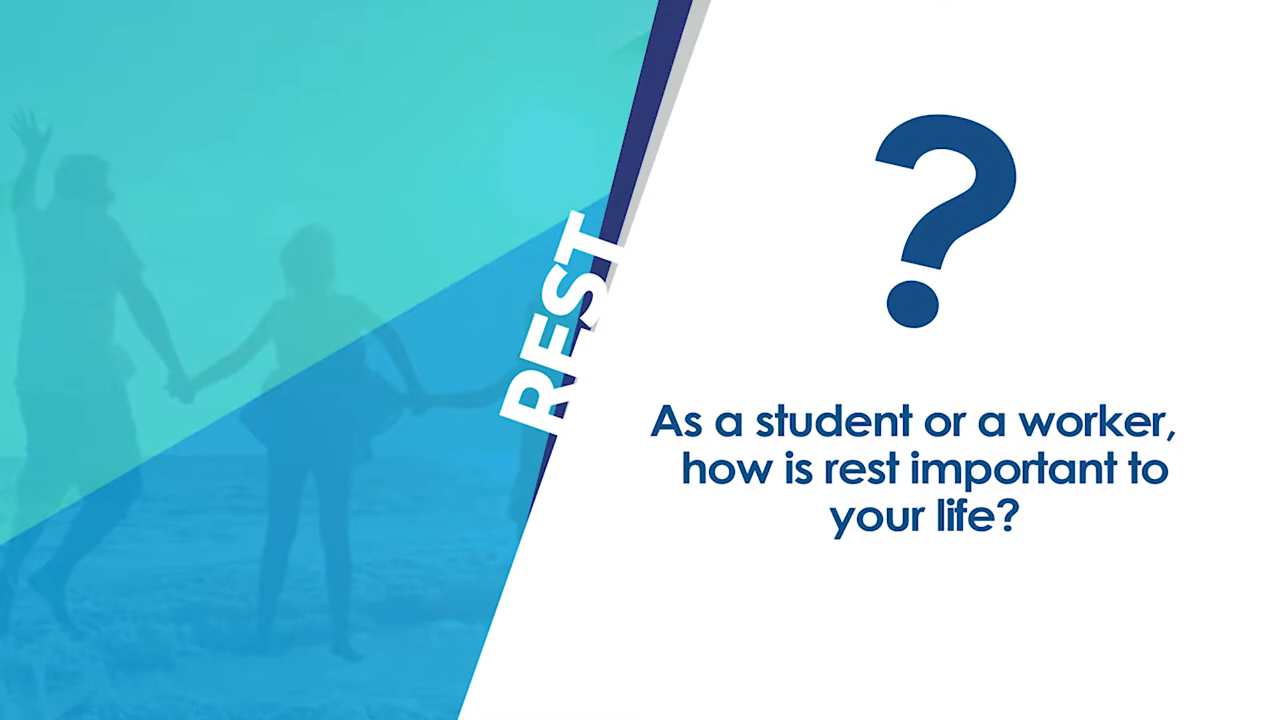 REST
?
As a student or a worker,
how is rest important to
your life?